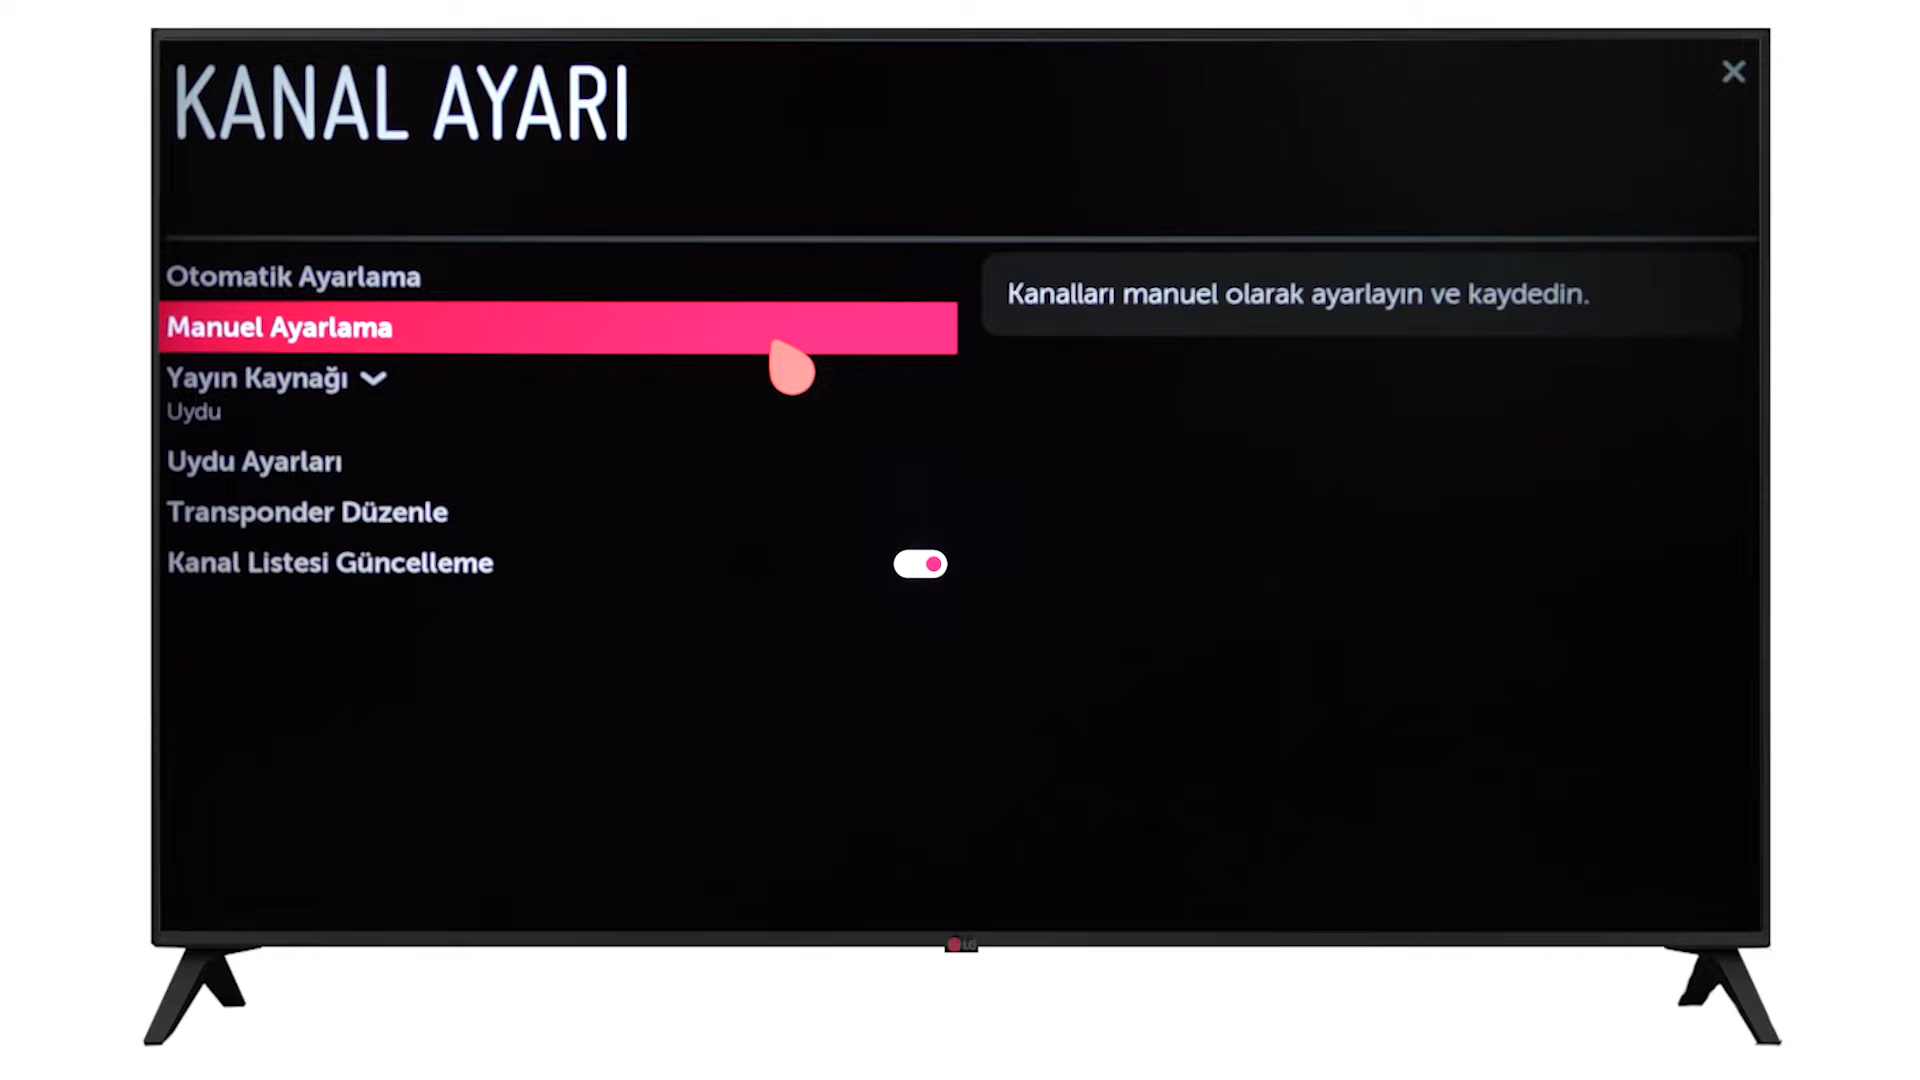 KANAL AYARI
Otomatik Ayarlama
Manuel Ayarlama
Kanalları manuel olarak ayarlayın ve kaydedin.
Yayın Kaynağı
Uydu
Uydu Ayarları
Transponder Düzenle
Kanal Listesi Güncelleme
LG